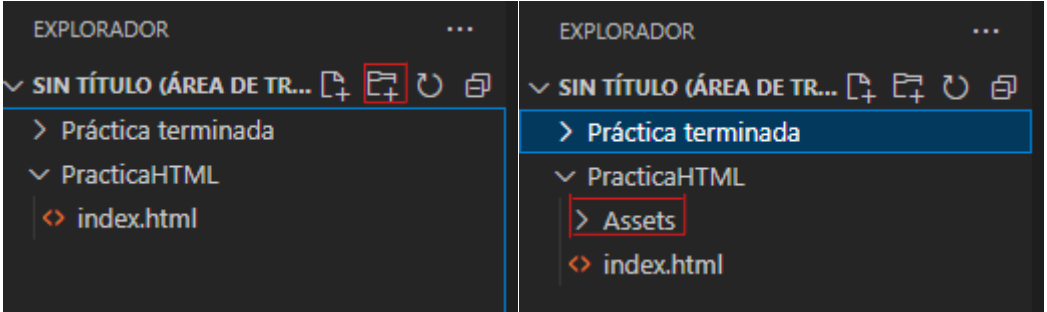 EXPLORADOR
SIN TÍTULO (ÁREA DE TR...
Práctica terminada
PracticaHTML
index.html
EXPLORADOR
SIN TÍTULO (ÁREA DE TR...
Práctica terminada
PracticaHTML
Assets
index.html